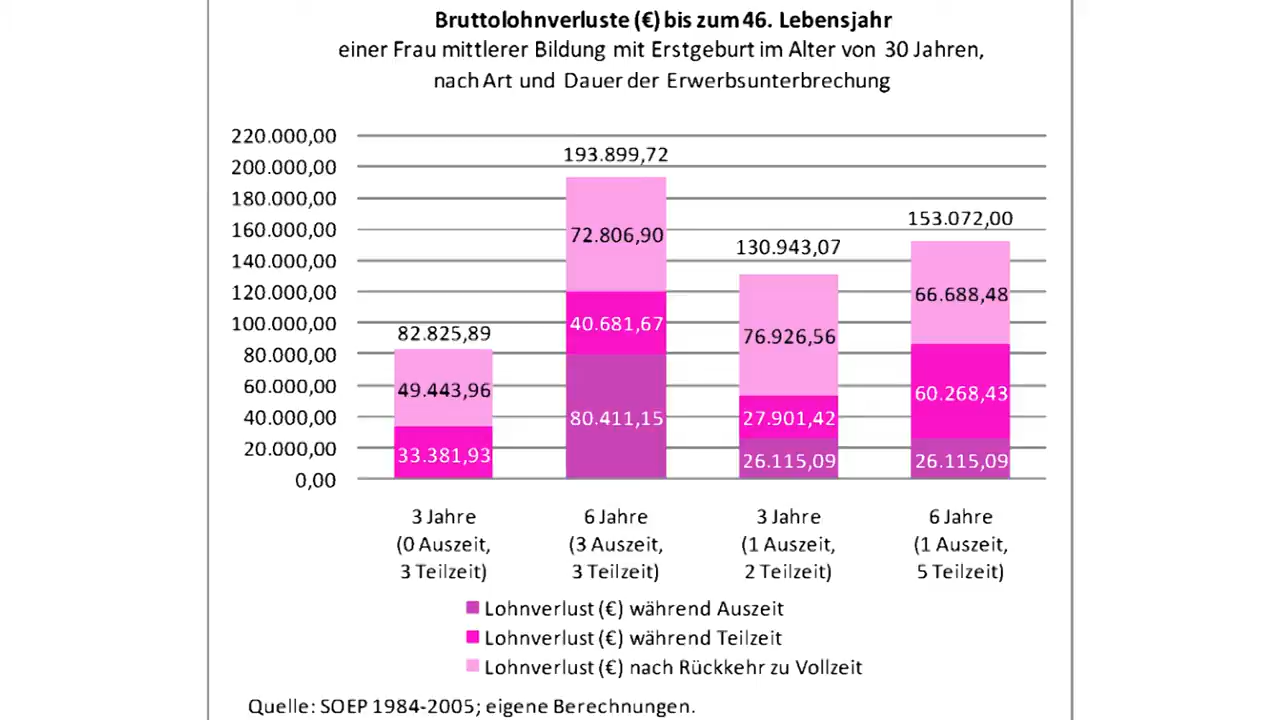 Bruttolohnverluste (€) bis zum 46. Lebensjahr
einer Frau mittlerer Bildung mit Erstgeburt im Alter von 30 Jahren,
nach Art und Dauer der Erwerbsunterbrechung
220.000,00
200.000,00
180.000,00
160.000,00
140.000,00
120.000,00
100.000,00
80.000,00
60.000,00
40.000,00
20.000,00
0,00
82.825,89
49.443,96
33.381,93
193.899,72
72.806,90
40.681,67
80.411,15
130.943,07
76.926,56
27.901,42
26.115,09
153.072,00
66.688,48
60.268,43
26.115,09
3 Jahre
(0 Auszeit,
3 Teilzeit)
6 Jahre
(3 Auszeit,
3 Teilzeit)
3 Jahre
(1 Auszeit,
2 Teilzeit)
6 Jahre
(1 Auszeit,
5 Teilzeit)
Lohnverlust (€) während Auszeit
Lohnverlust (€) während Teilzeit
Lohnverlust (€) nach Rückkehr zu Vollzeit
Quelle: SOEP 1984-2005; eigene Berechnungen.